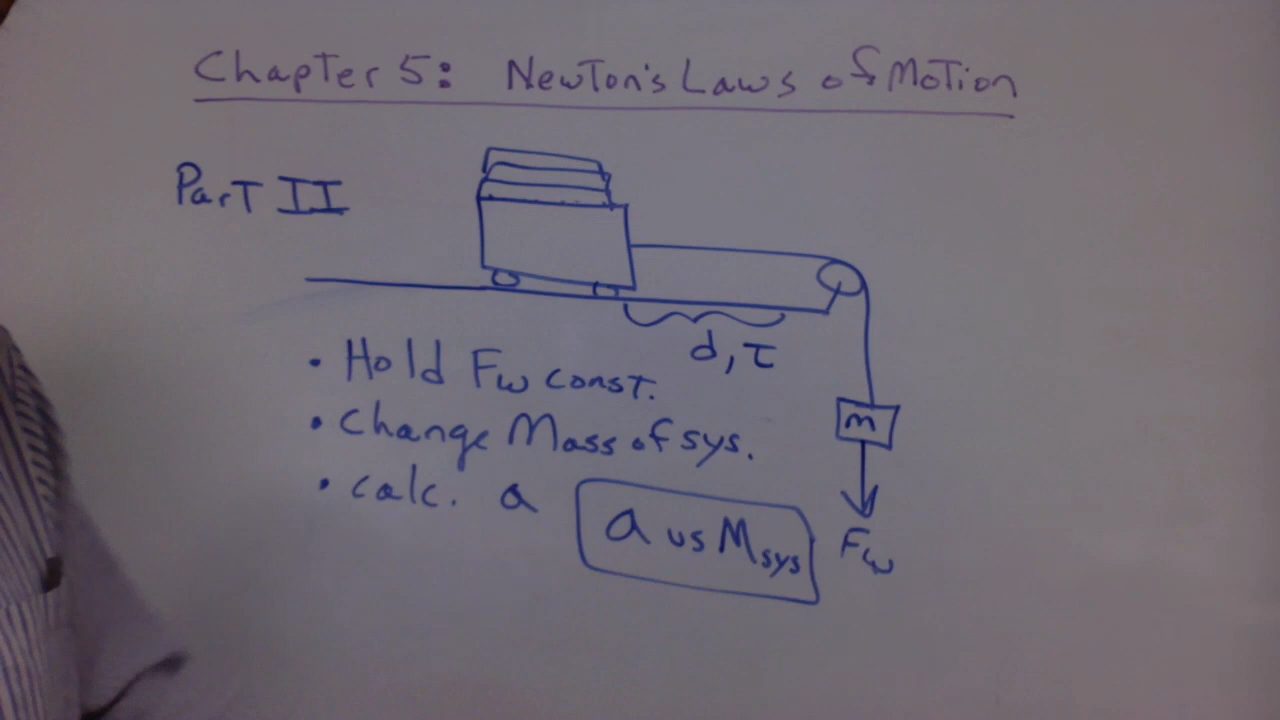 Chapter 5: Newton's Laws of Motion
Part II
d, t
• Hold Fw const.
• Change Mass of sys.
m
• calc. a
a vs Msys
Fw